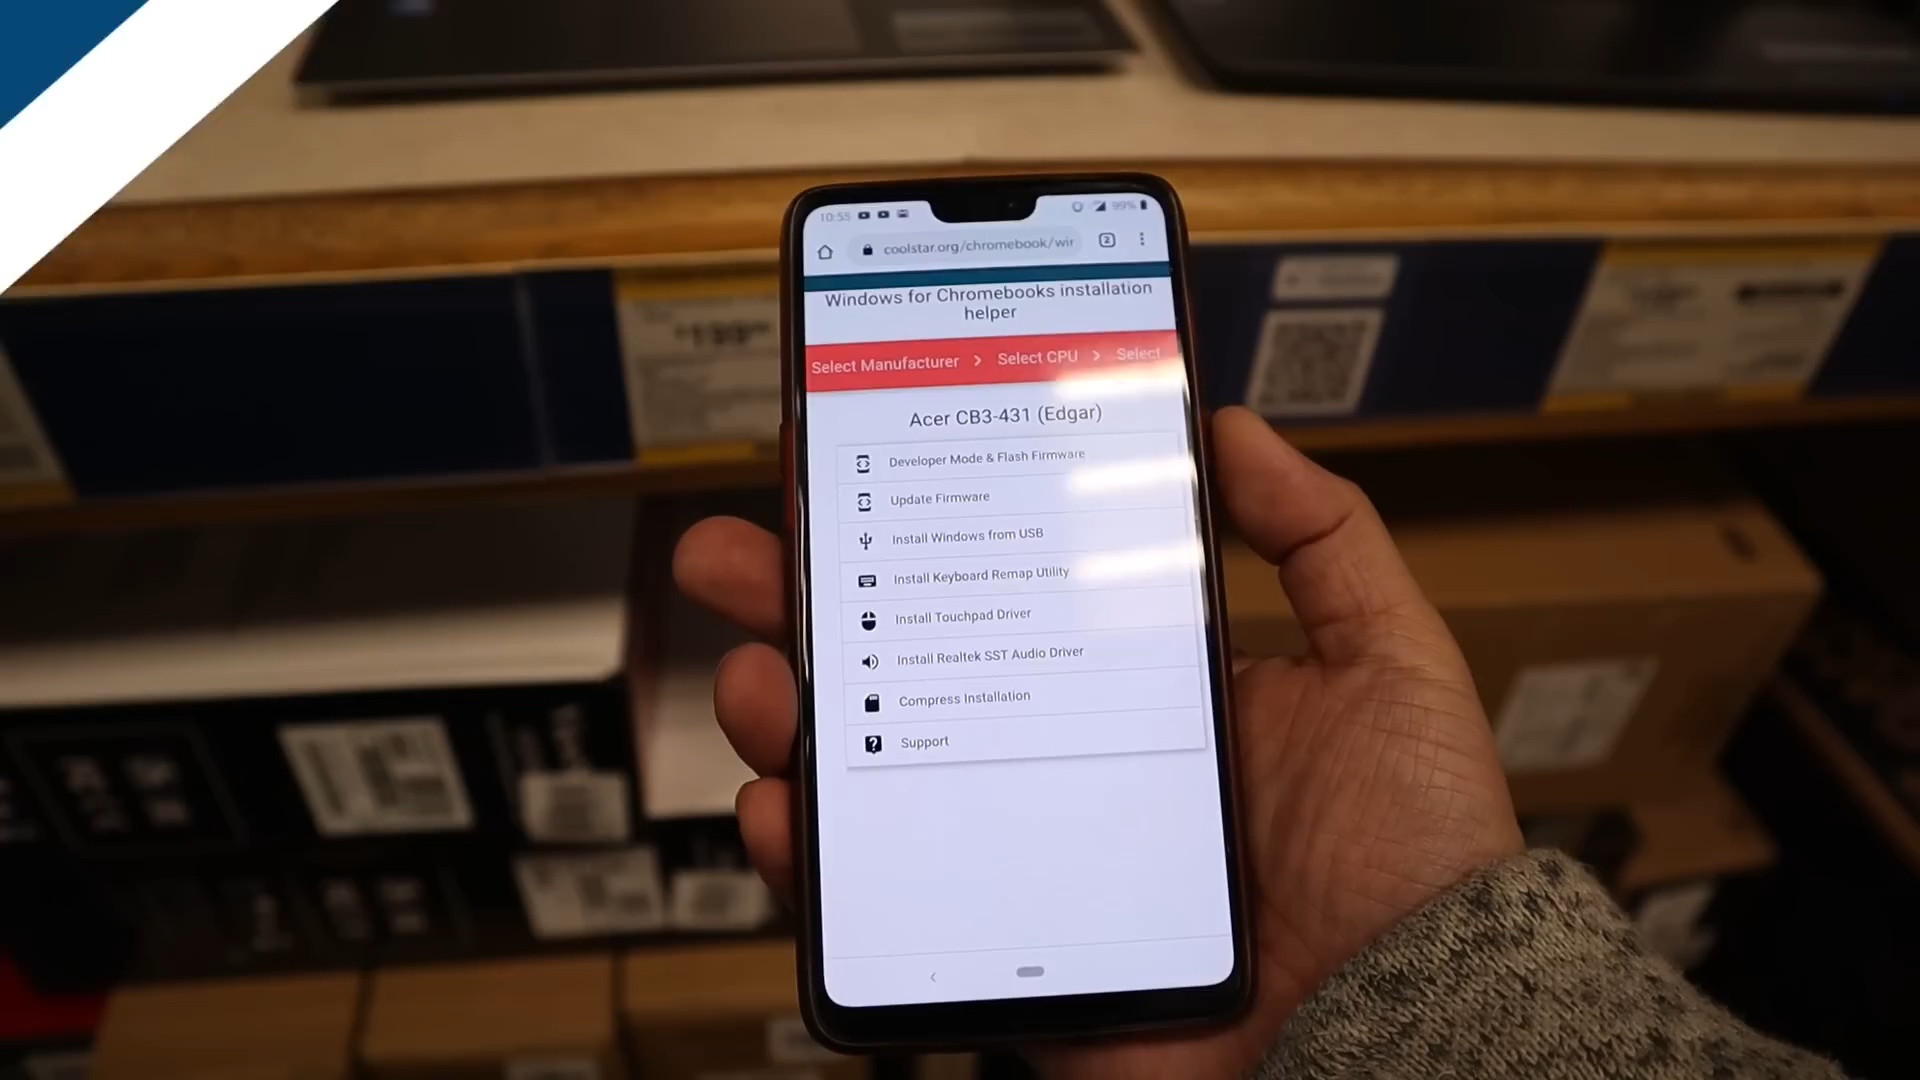 10:55
99%
coolstar.org/chromebook/wir
2
Windows for Chromebooks installation
helper
Select Manufacturer > Select CPU > Select
Acer CB3-431 (Edgar)
Developer Mode & Flash Firmware
Update Firmware
Install Windows from USB
Install Keyboard Remap Utility
Install Touchpad Driver
Install Realtek SST Audio Driver
Compress Installation
Support